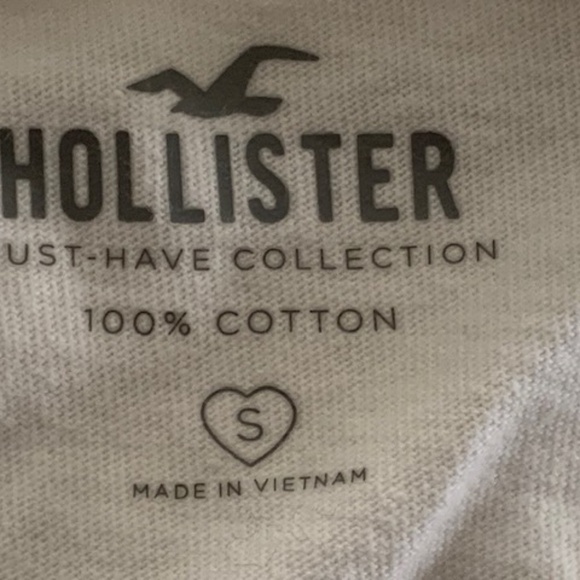 HOLLISTER
UST-HAVE COLLECTION
100% COTTON
S
MADE IN VIETNAM